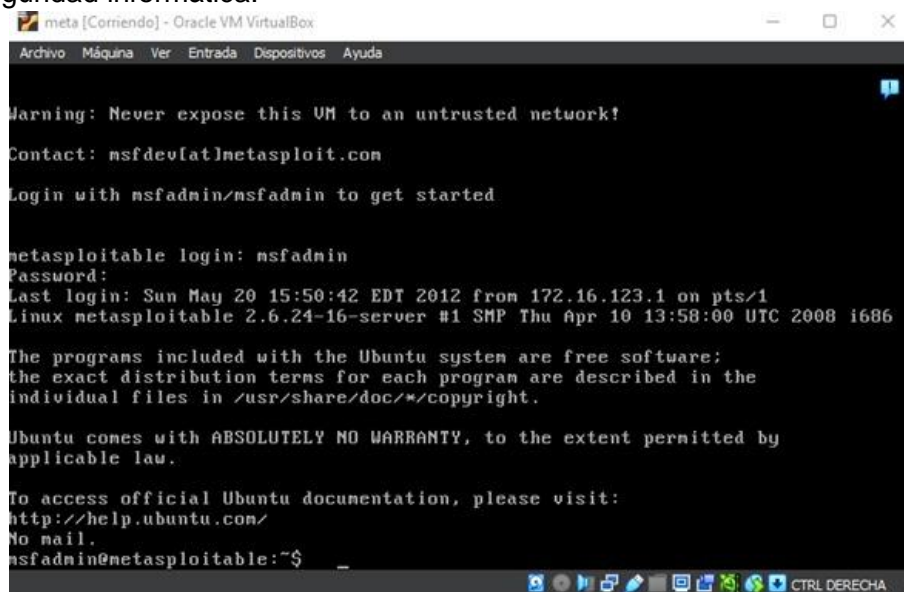 guridad informática.
meta [Corriendo] - Oracle VM VirtualBox
Archivo Máquina Ver Entrada Dispositivos Ayuda
Warning: Never expose this VM to an untrusted network!
Contact: msfdev[at]metasploit.com
Login with msfadmin/msfadmin to get started
metasploitable login: msfadmin
Password:
Last login: Sun May 20 15:50:42 EDT 2012 from 172.16.123.1 on pts/1
Linux metasploitable 2.6.24-16-server #1 SMP Thu Apr 10 13:58:00 UTC 2008 i686
The programs included with the Ubuntu system are free software;
the exact distribution terms for each program are described in the
individual files in /usr/share/doc/*/copyright.
Ubuntu comes with ABSOLUTELY NO WARRANTY, to the extent permitted by
applicable law.
To access official Ubuntu documentation, please visit:
http://help.ubuntu.com/
No mail.
msfadmin@metasploitable:~$ _
CTRL DERECHA